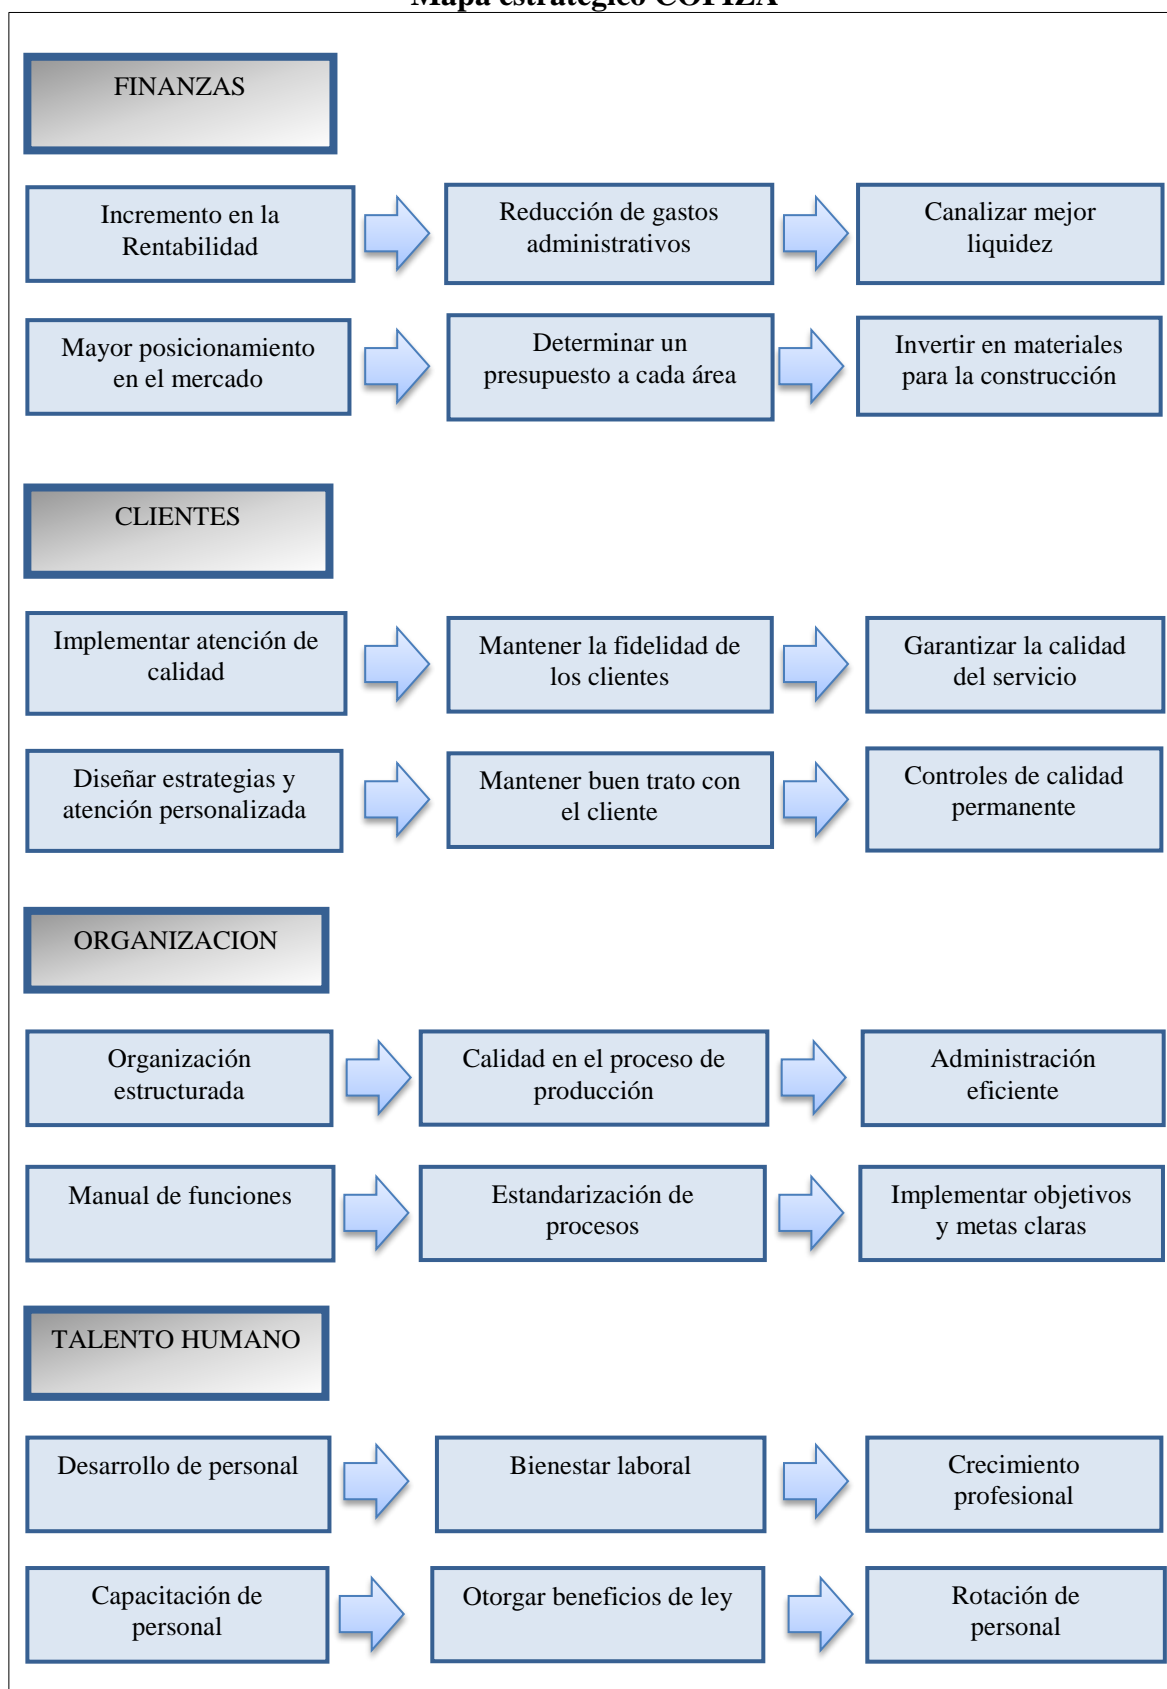 Mapa estratégico COPIZA
FINANZAS
Incremento en la
Rentabilidad
Reducción de gastos
administrativos
Canalizar mejor
liquidez
Mayor posicionamiento
en el mercado
Determinar un
presupuesto a cada área
Invertir en materiales
para la construcción
CLIENTES
Implementar atención de
calidad
Mantener la fidelidad de
los clientes
Garantizar la calidad
del servicio
Diseñar estrategias y
atención personalizada
Mantener buen trato con
el cliente
Controles de calidad
permanente
ORGANIZACION
Organización
estructurada
Calidad en el proceso de
producción
Administración
eficiente
Manual de funciones
Estandarización de
procesos
Implementar objetivos
y metas claras
TALENTO HUMANO
Desarrollo de personal
Bienestar laboral
Crecimiento
profesional
Capacitación de
personal
Otorgar beneficios de ley
Rotación de
personal